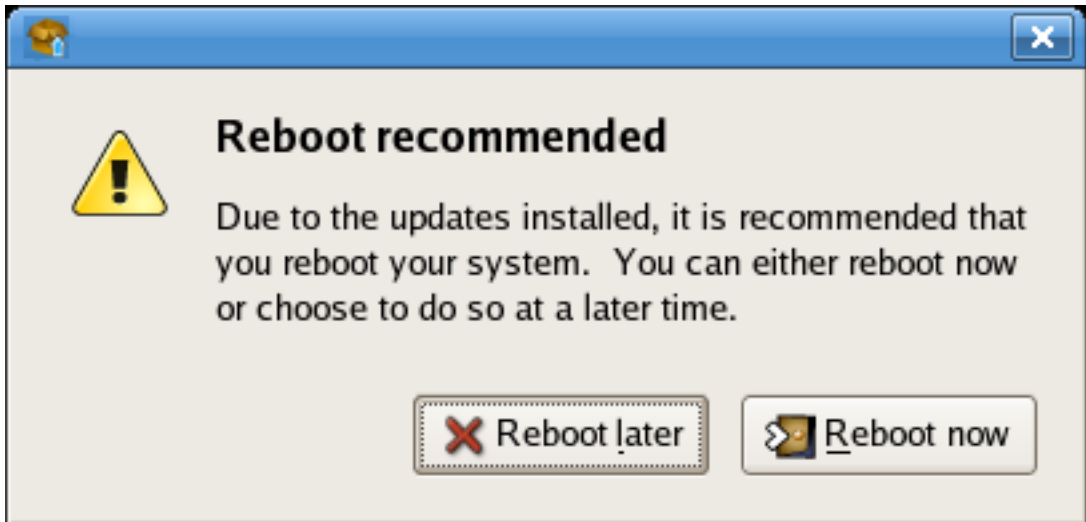 Reboot recommended
Due to the updates installed, it is recommended that
you reboot your system.  You can either reboot now
or choose to do so at a later time.
Reboot later
Reboot now